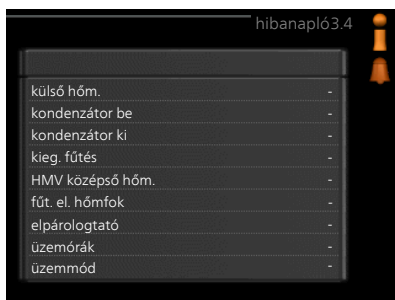 hibanapló3.4
külső hőm. -
kondenzátor be -
kondenzátor ki -
kieg. fűtés -
HMV középső hőm. -
fűt. el. hőmfok -
elpárologtató -
üzemórák -
üzemmód -